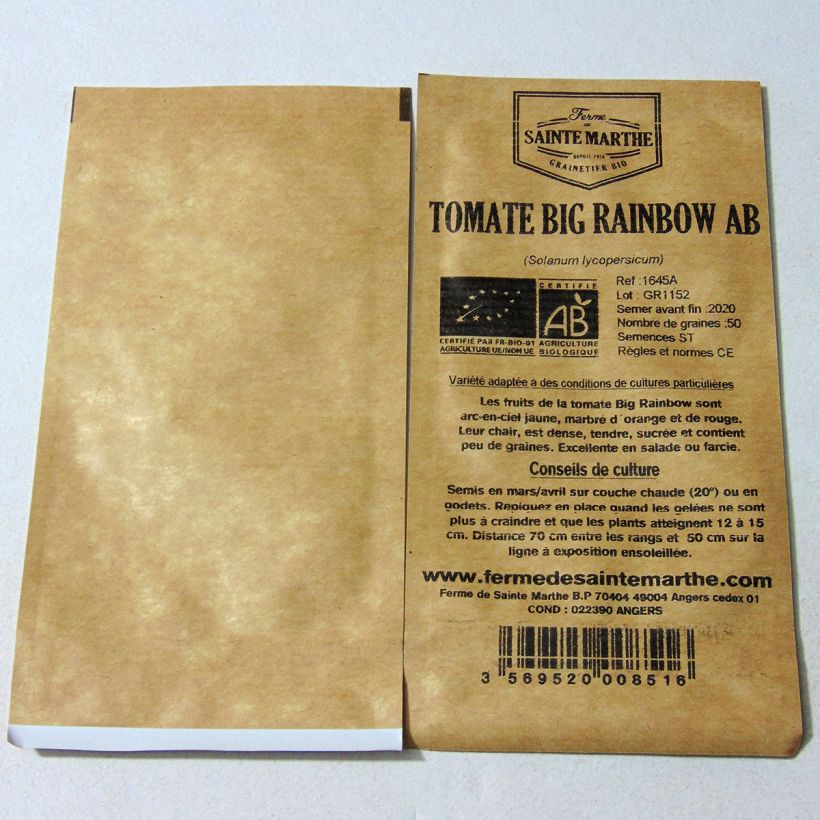 Ferme
de
SAINTE MARTHE
DEPUIS 1974
GRAINETIER BIO
TOMATE BIG RAINBOW AB
(Solanum lycopersicum)
CERTIFIÉ
AB
CERTIFIÉ PAR FR-BIO-01
AGRICULTURE UE/NON UE
AGRICULTURE
BIOLOGIQUE
Ref :1645A
Lot : GR1152
Semer avant fin :2020
Nombre de graines :50
Semences ST
Règles et normes CE
Variété adaptée à des conditions de cultures particulières
Les fruits de la tomate Big Rainbow sont
arc-en-ciel jaune, marbré d´orange et de rouge.
Leur chair, est dense, tendre, sucrée et contient
peu de graines. Excellente en salade ou farcie.
Conseils de culture
Semis en mars/avril sur couche chaude (20°) ou en
godets. Repiquez en place quand les gelées ne sont
plus à craindre et que les plants atteignent 12 à 15
cm. Distance 70 cm entre les rangs et 50 cm sur la
ligne à exposition ensoleillée.
www.fermedesaintemarthe.com
Ferme de Sainte Marthe B.P 70404 49004 Angers cedex 01
COND : 022390 ANGERS
3 569520 008516